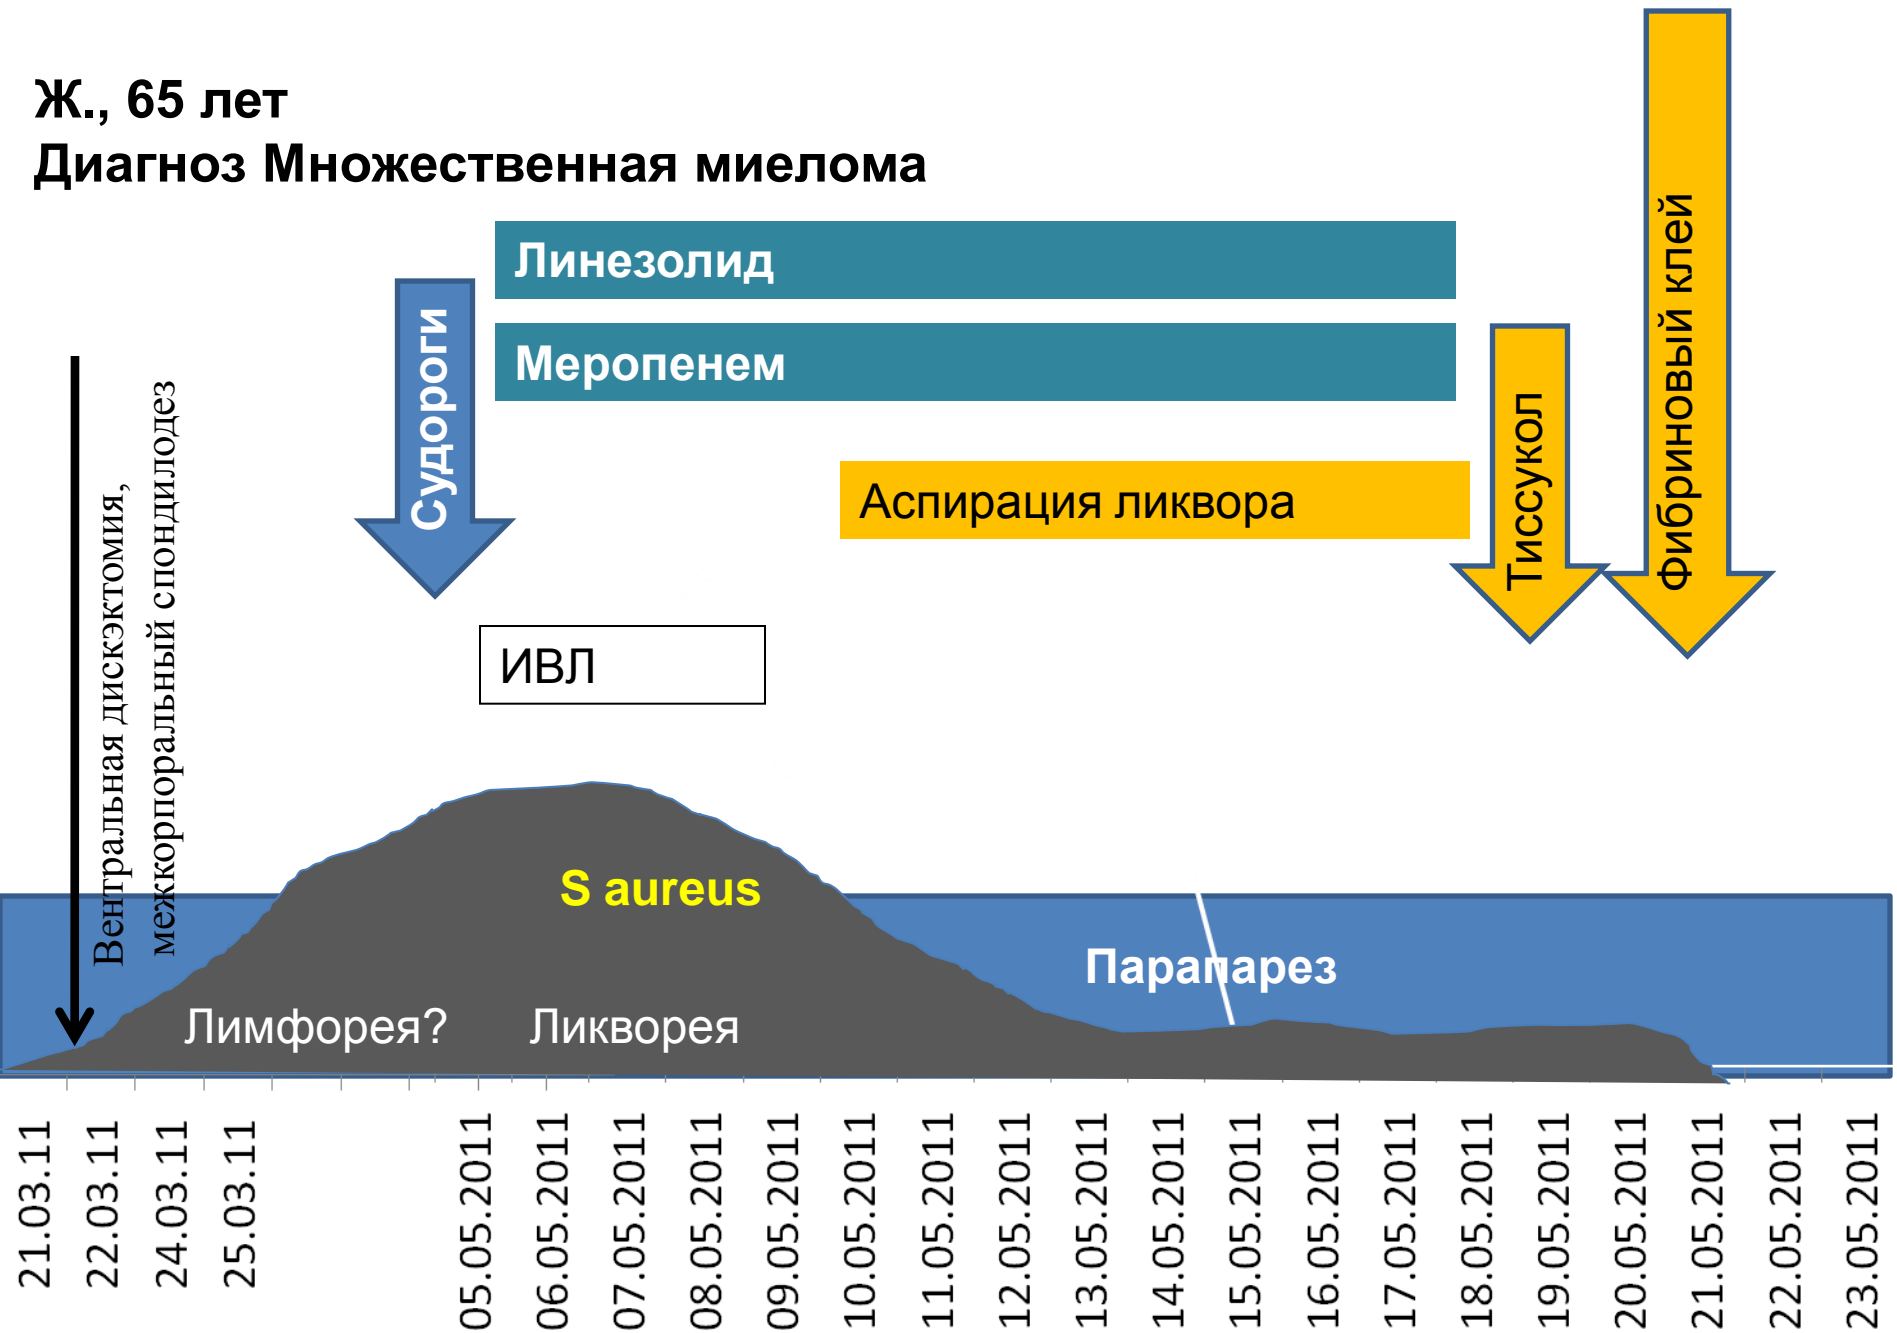 Ж., 65 лет
Диагноз Множественная миелома
Линезолид
Меропенем
Судороги
Вентральная дискэктомия,
межкорпоральный спондилодез
Аспирация ликвора
Тиссукол
Фибриновый клей
ИВЛ
S aureus
Парапарез
Лимфорея?
Ликворея
21.03.11
22.03.11
24.03.11
25.03.11
05.05.2011
06.05.2011
07.05.2011
08.05.2011
09.05.2011
10.05.2011
11.05.2011
12.05.2011
13.05.2011
14.05.2011
15.05.2011
16.05.2011
17.05.2011
18.05.2011
19.05.2011
20.05.2011
21.05.2011
22.05.2011
23.05.2011